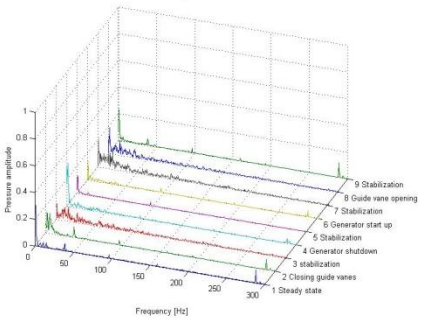 1
0.8
0.6
0.4
0.2
0
Pressure amplitude
0
50
100
150
200
250
300
Frequency [Hz]
9 Stabilization
8 Guide vane opening
7 Stabilization
6 Generator start up
5 Stabilization
4 Generator shutdown
3 stabilization
2 Closing guide vanes
1 Steady state